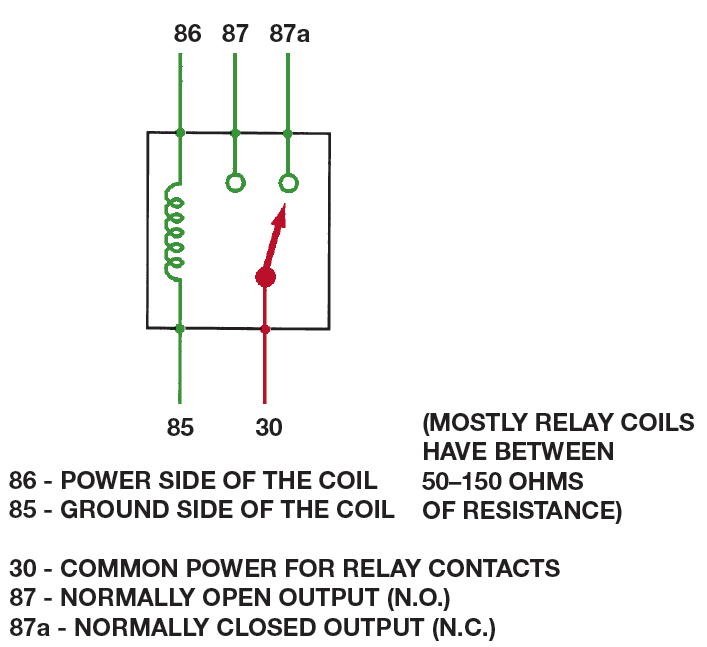 86 87 87a
85 30
(MOSTLY RELAY COILS
HAVE BETWEEN
50–150 OHMS
OF RESISTANCE)
86 - POWER SIDE OF THE COIL
85 - GROUND SIDE OF THE COIL
30 - COMMON POWER FOR RELAY CONTACTS
87 - NORMALLY OPEN OUTPUT (N.O.)
87a - NORMALLY CLOSED OUTPUT (N.C.)